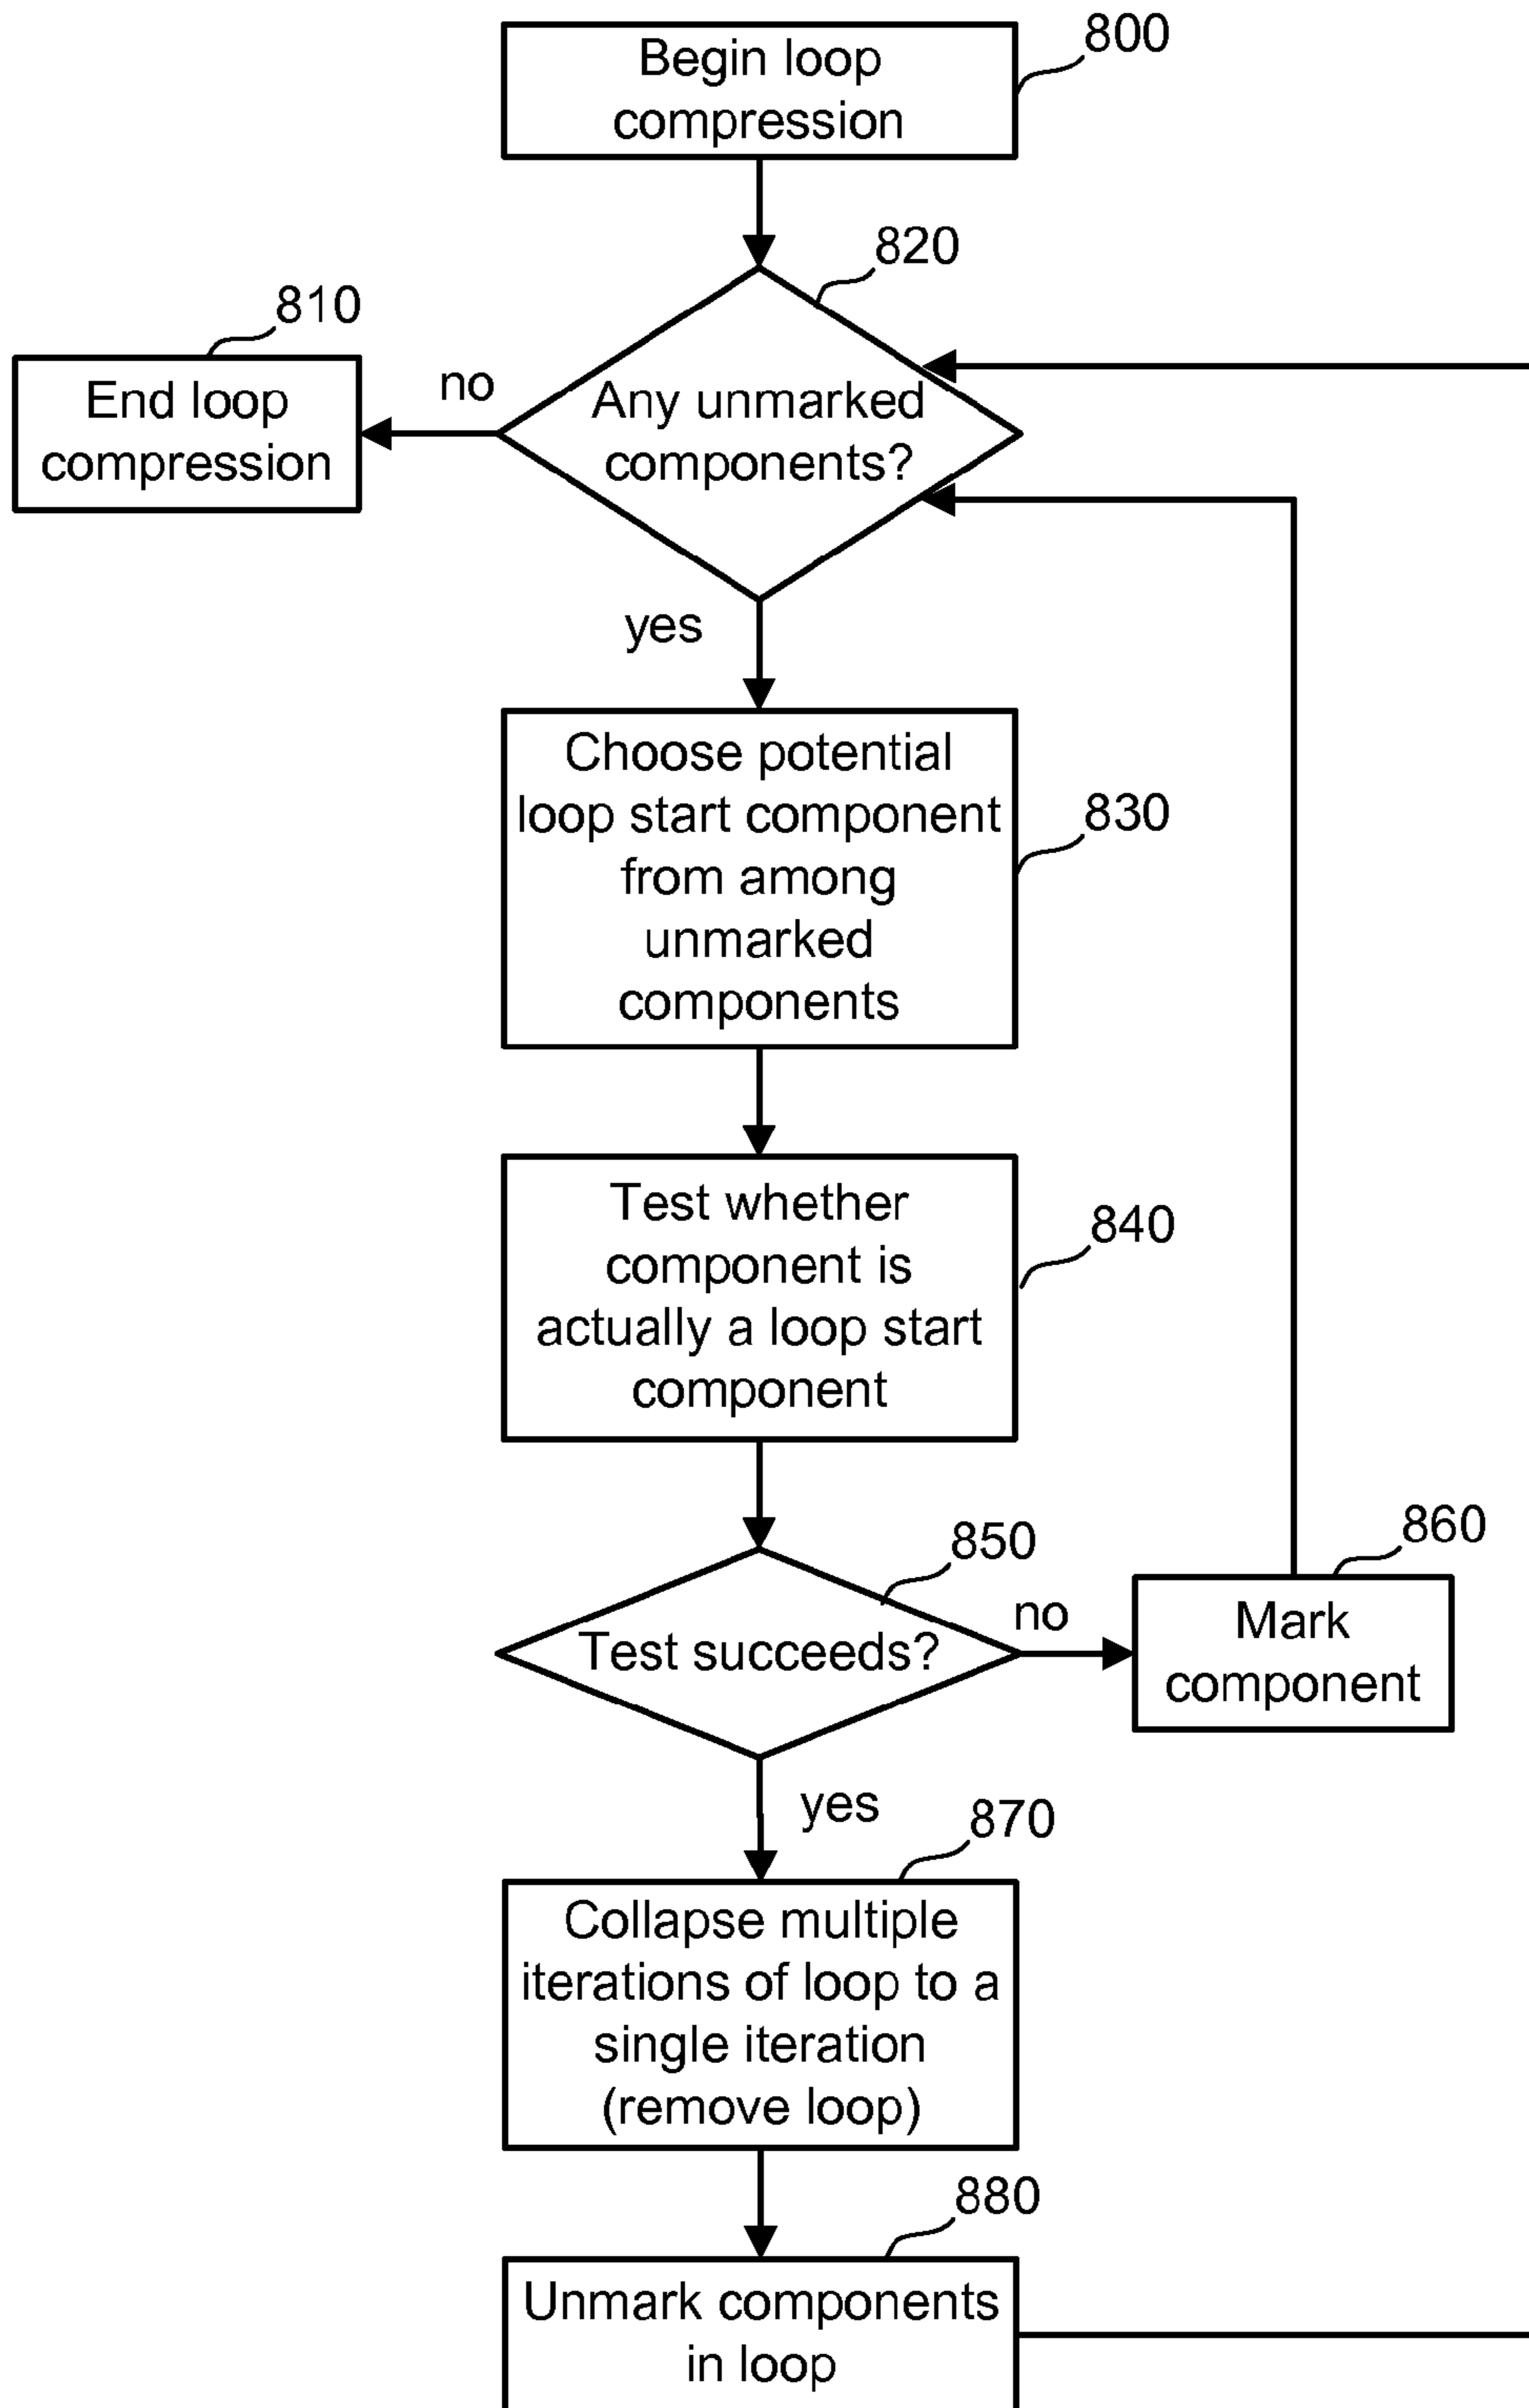 Begin loop
compression
800
820
810
End loop
compression
no
Any unmarked
components?
yes
Choose potential
loop start component
from among
unmarked
components
830
Test whether
component is
actually a loop start
component
840
850
Test succeeds?
no
860
Mark
component
yes
870
Collapse multiple
iterations of loop to a
single iteration
(remove loop)
880
Unmark components
in loop